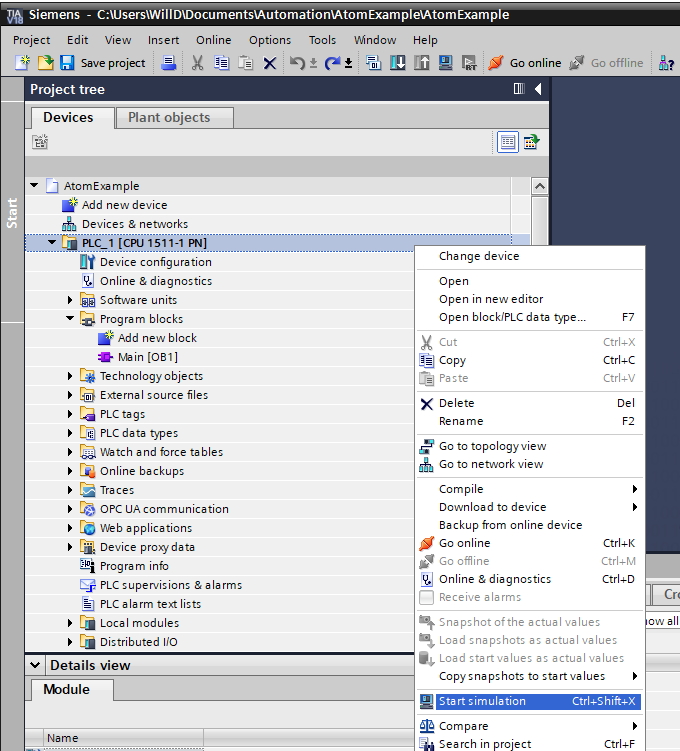 TIA V18 Siemens - C:\Users\WillD\Documents\Automation\AtomExample\AtomExample
Project Edit View Insert Online Options Tools Window Help
Save project Go online Go offline
Project tree
Devices Plant objects
Start
AtomExample
Add new device
Devices & networks
PLC_1 [CPU 1511-1 PN]
Device configuration
Online & diagnostics
Software units
Program blocks
Add new block
Main [OB1]
Technology objects
External source files
PLC tags
PLC data types
Watch and force tables
Online backups
Traces
OPC UA communication
Web applications
Device proxy data
Program info
PLC supervisions & alarms
PLC alarm text lists
Local modules
Distributed I/O
Details view
Module
Name
Change device
Open
Open in new editor
Open block/PLC data type... F7
Cut Ctrl+X
Copy Ctrl+C
Paste Ctrl+V
Delete Del
Rename F2
Go to topology view
Go to network view
Compile
Download to device
Backup from online device
Go online Ctrl+K
Go offline Ctrl+M
Online & diagnostics Ctrl+D
Receive alarms
Snapshot of the actual values
Load snapshots as actual values
Load start values as actual values
Copy snapshots to start values
Start simulation Ctrl+Shift+X
Compare
Search in project Ctrl+F
Cro
now all